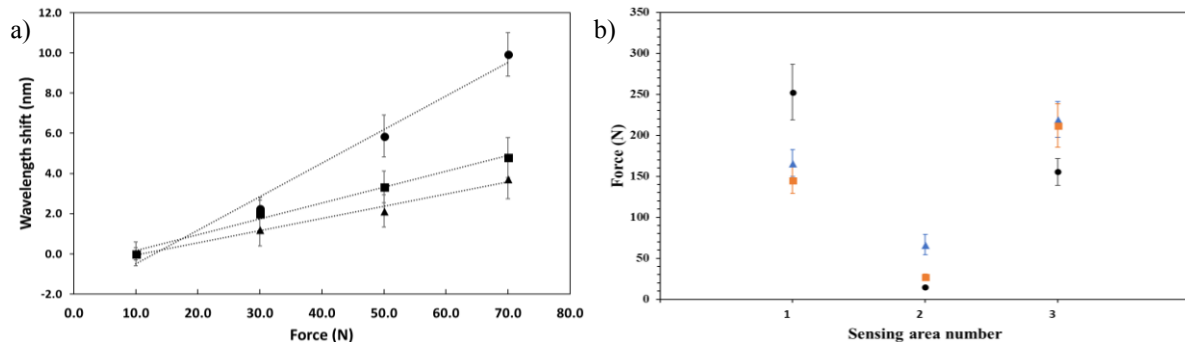 a)
12.0
10.0
8.0
6.0
4.0
2.0
0.0
-2.0
0.0 10.0 20.0 30.0 40.0 50.0 60.0 70.0 80.0
Wavelength shift (nm)
Force (N)
b)
350
300
250
200
150
100
50
0
1 2 3
Force (N)
Sensing area number